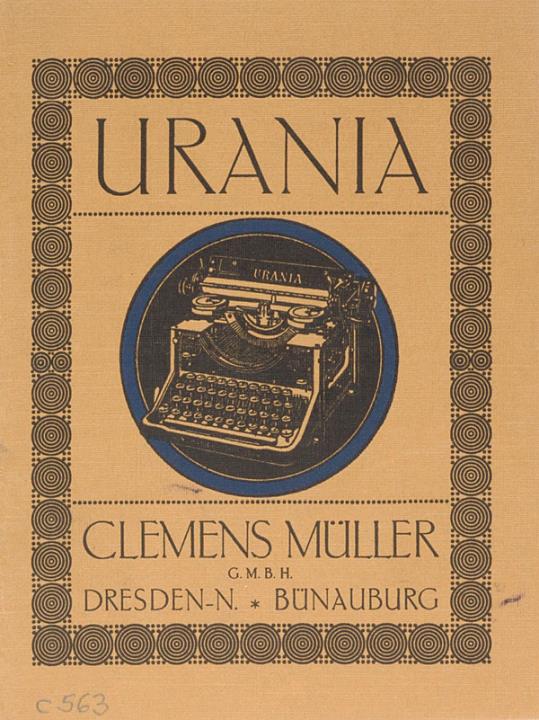 URANIA
URANIA
CLEMENS MÜLLER
G.M.B.H.
DRESDEN-N. * BÜNAUBURG
c 563